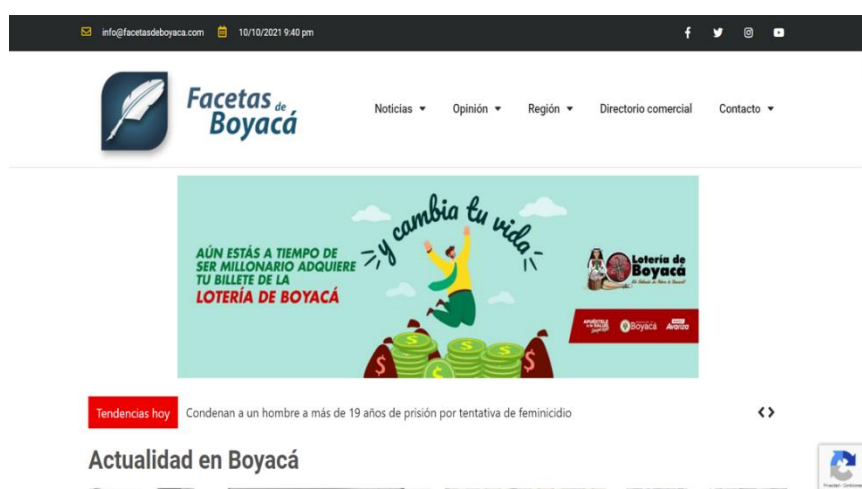 info@facetasdeboyaca.com 10/10/2021 9:40 pm
Facetas de
Boyacá
Noticias Opinión Región Directorio comercial Contacto
y cambia tu vida
AÚN ESTÁS A TIEMPO DE
SER MILLONARIO ADQUIERE
TU BILLETE DE LA
LOTERÍA DE BOYACÁ
Lotería de
Boyacá
Boyacá Avanza
Tendencias hoy Condenan a un hombre a más de 19 años de prisión por tentativa de feminicidio
Actualidad en Boyacá